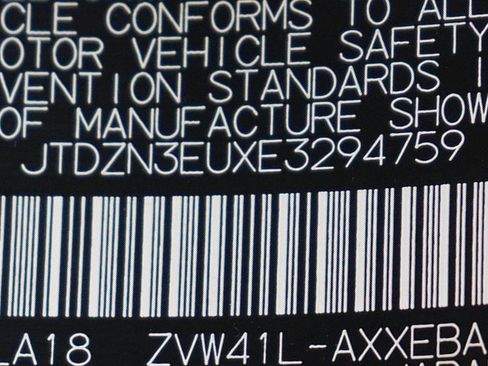 CLE CONFORMS TO ALL
OTOR VEHICLE SAFETY
VENTION STANDARDS I
OF MANUFACTURE SHOW
JTDZN3EUXE3294759
LA18 ZVW41L-AXXEBA